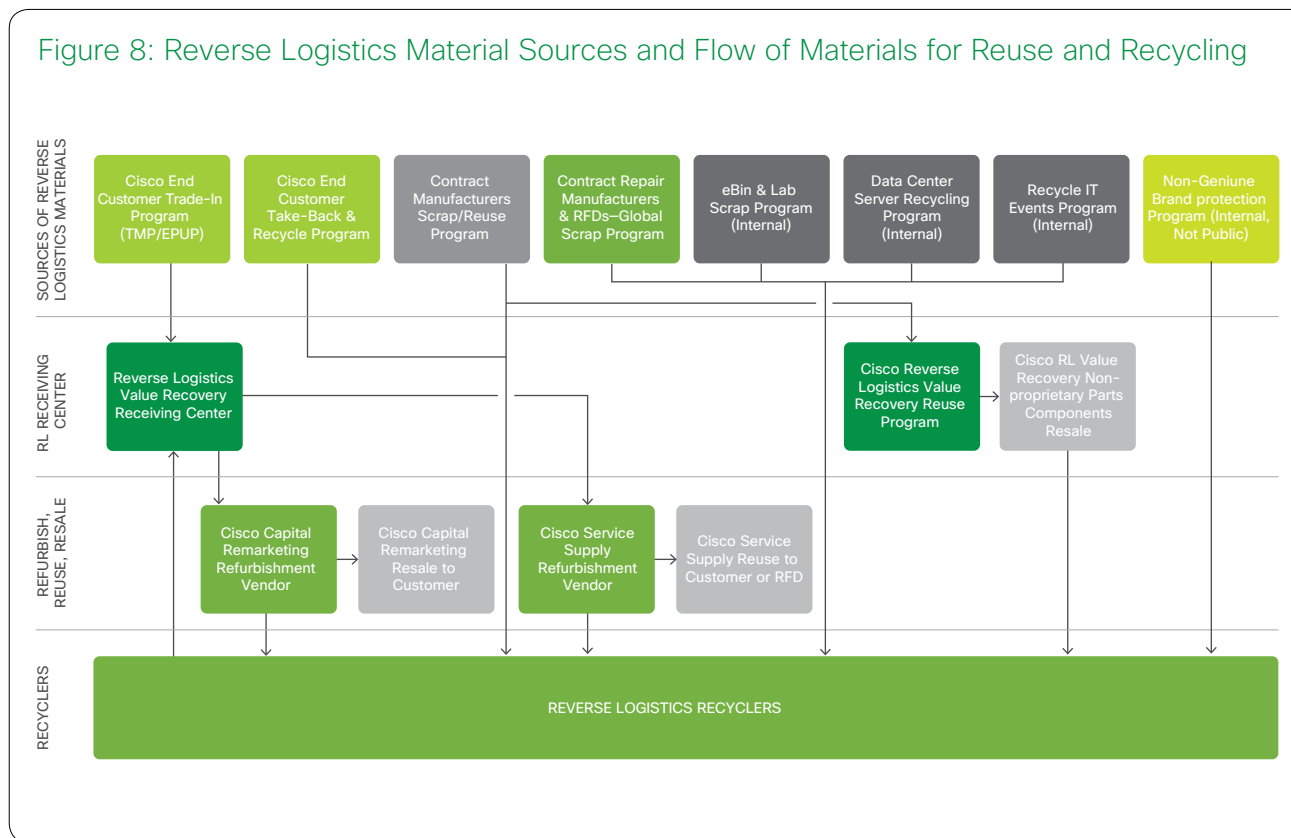 Figure 8: Reverse Logistics Material Sources and Flow of Materials for Reuse and Recycling
SOURCES OF REVERSE
LOGISTICS MATERIALS
Cisco End
Customer Trade-In
Program
(TMP/EPUP)
Cisco End
Customer
Take-Back &
Recycle Program
Contract
Manufacturers
Scrap/Reuse
Program
Contract Repair
Manufacturers
& RFDs–Global
Scrap Program
eBin & Lab
Scrap Program
(Internal)
Data Center
Server Recycling
Program
(Internal)
Recycle IT
Events Program
(Internal)
Non-Geniune
Brand protection
Program (Internal,
Not Public)
RL RECEIVING
CENTER
Reverse Logistics
Value Recovery
Receiving Center
Cisco Reverse
Logistics Value
Recovery Reuse
Program
Cisco RL Value
Recovery Non-
proprietary Parts
Components
Resale
REFURBISH,
REUSE, RESALE
Cisco Capital
Remarketing
Refurbishment
Vendor
Cisco Capital
Remarketing
Resale to
Customer
Cisco Service
Supply
Refurbishment
Vendor
Cisco Service
Supply Reuse to
Customer or RFD
RECYCLERS
REVERSE LOGISTICS RECYCLERS